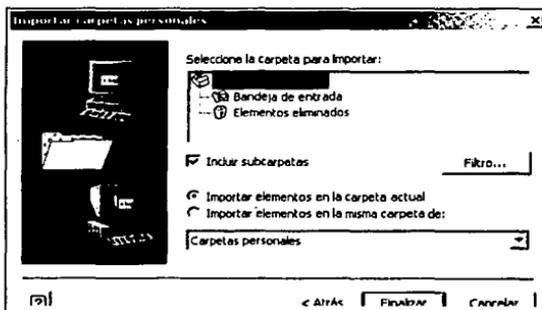 Importar carpetas personales
Seleccione la carpeta para importar:
Bandeja de entrada
Elementos eliminados
Incluir subcarpetas
Filtro...
Importar elementos en la carpeta actual
Importar elementos en la misma carpeta de:
Carpetas personales
< Atrás Finalizar Cancelar